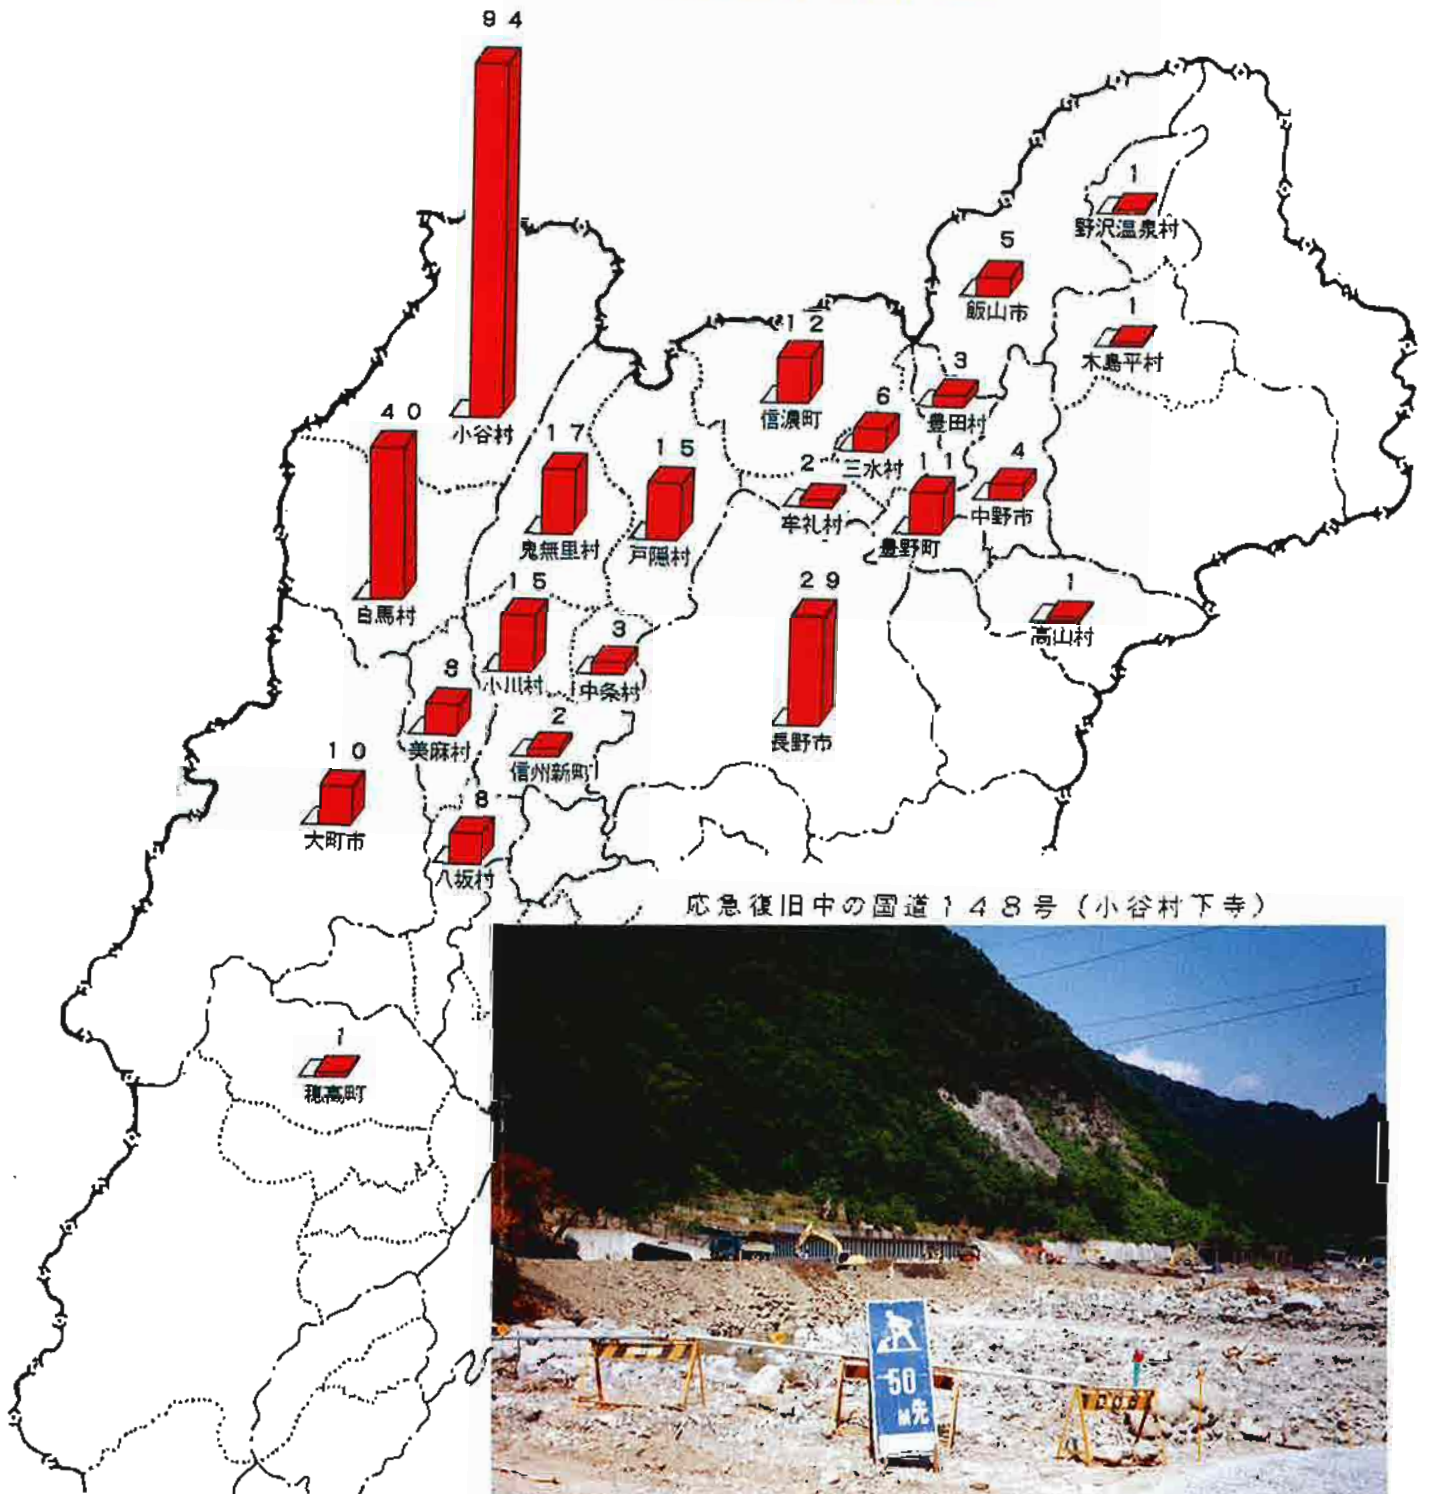 94
小谷村
1
野沢温泉村
5
飯山市
1
木島平村
12
信濃町
3
豊田村
6
三水村
40
白馬村
17
鬼無里村
15
戸隠村
2
牟礼村
11
豊野町
4
中野市
15
小川村
3
中条村
29
長野市
1
高山村
8
美麻村
2
信州新町
10
大町市
8
八坂村
1
穂高町
応急復旧中の国道148号(小谷村下寺)
50
M先